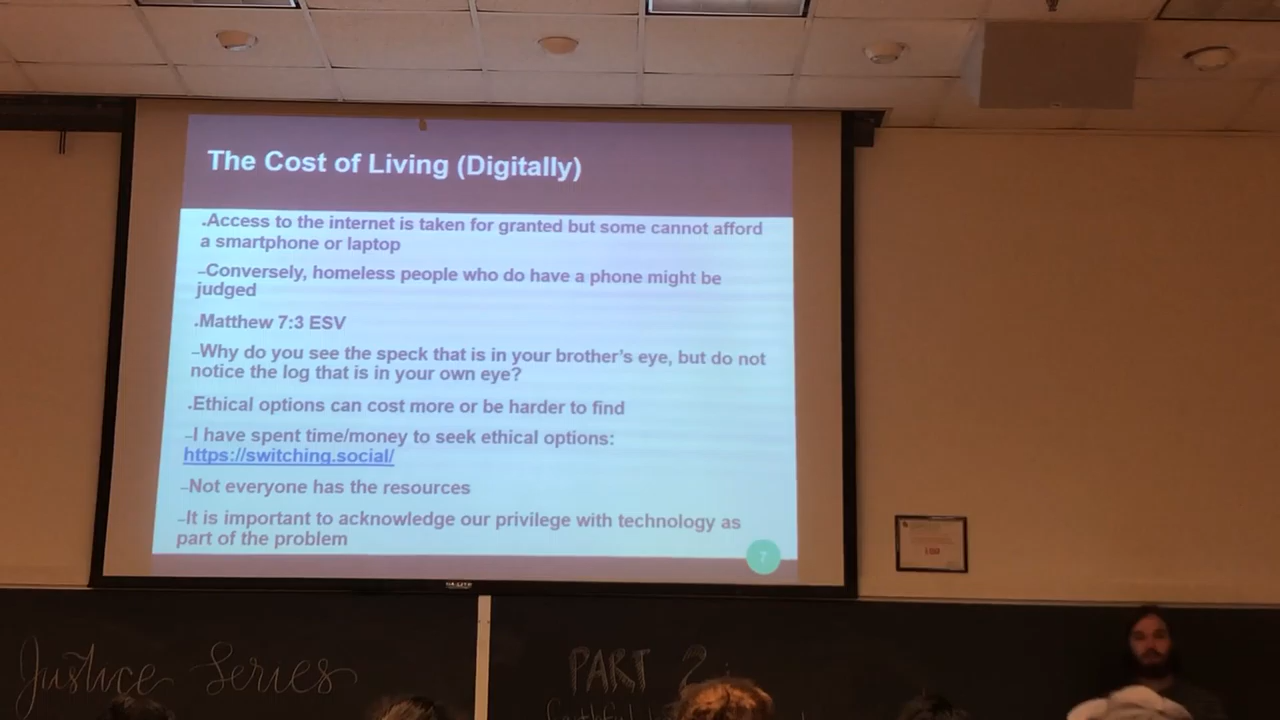 The Cost of Living (Digitally)
.Access to the internet is taken for granted but some cannot afford
a smartphone or laptop
–Conversely, homeless people who do have a phone might be
judged
.Matthew 7:3 ESV
–Why do you see the speck that is in your brother's eye, but do not
notice the log that is in your own eye?
.Ethical options can cost more or be harder to find
–I have spent time/money to seek ethical options:
https://switching.social/
–Not everyone has the resources
–It is important to acknowledge our privilege with technology as
part of the problem
7
DA-LITE
Justice Series
PART 2: